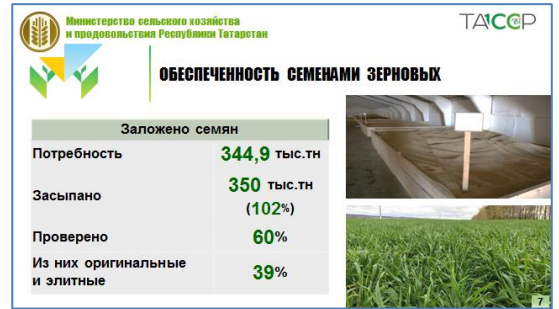 Министерство сельского хозяйства
и продовольствия Республики Татарстан
ТАССР
ОБЕСПЕЧЕННОСТЬ СЕМЕНАМИ ЗЕРНОВЫХ
Заложено семян
Потребность 344,9 тыс.тн
Засыпано 350 тыс.тн
(102%)
Проверено 60%
Из них оригинальные
и элитные 39%
7